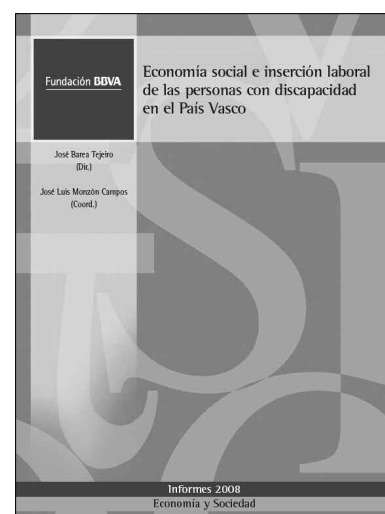 Fundación BBVA
Economía social e inserción laboral
de las personas con discapacidad
en el País Vasco
José Barea Tejeiro
(Dir.)
José Luis Monzón Campos
(Coord.)
Informes 2008
Economía y Sociedad